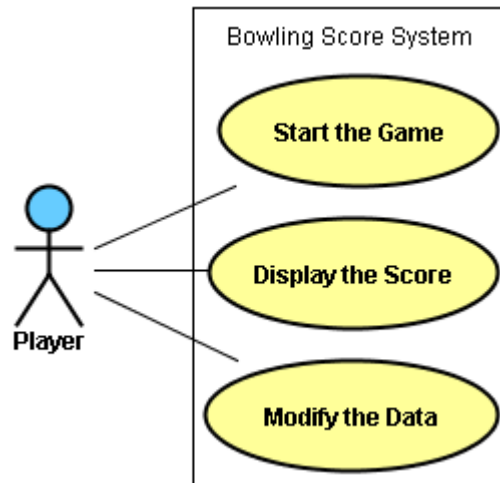 Bowling Score System
Start the Game
Display the Score
Player
Modify the Data